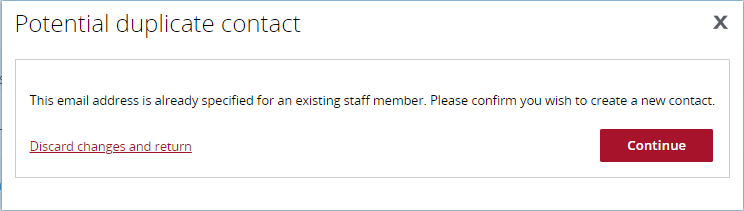 Potential duplicate contact X
This email address is already specified for an existing staff member. Please confirm you wish to create a new contact.
Discard changes and return Continue